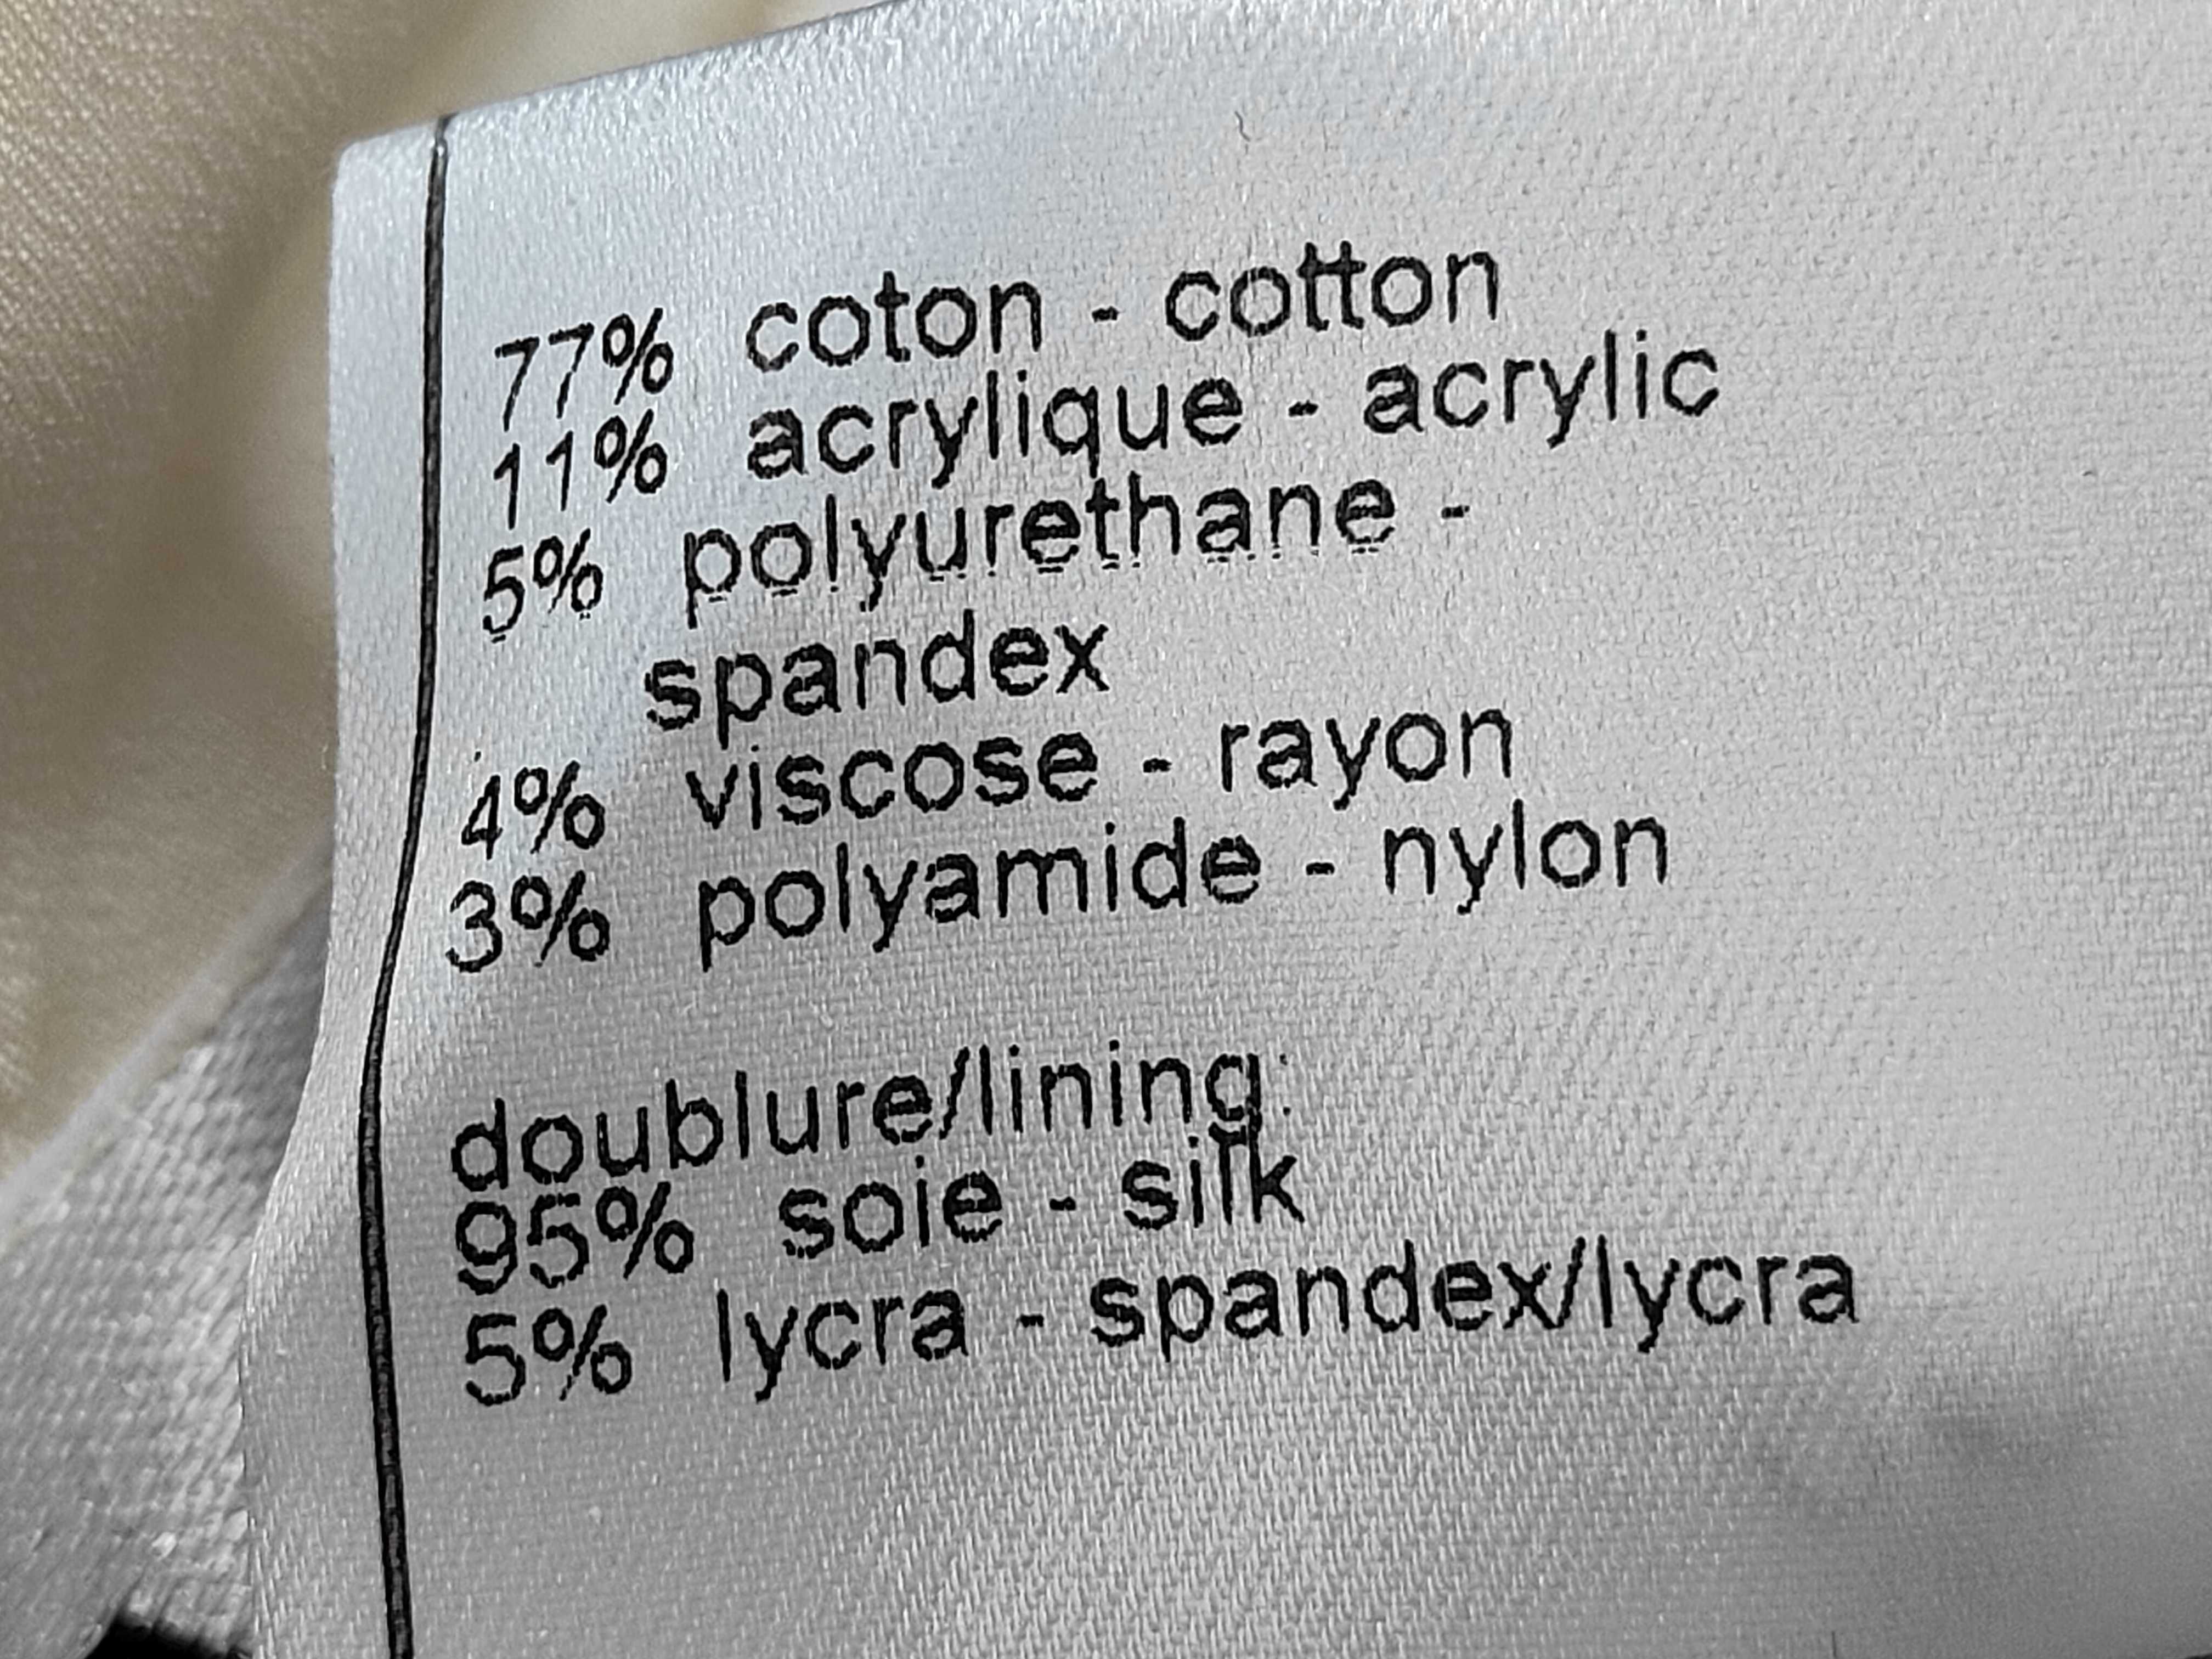 77% coton - cotton
11% acrylique - acrylic
5% polyurethane -
spandex
4% viscose - rayon
3% polyamide - nylon
doublure/lining:
95% soie - silk
5% lycra - spandex/lycra